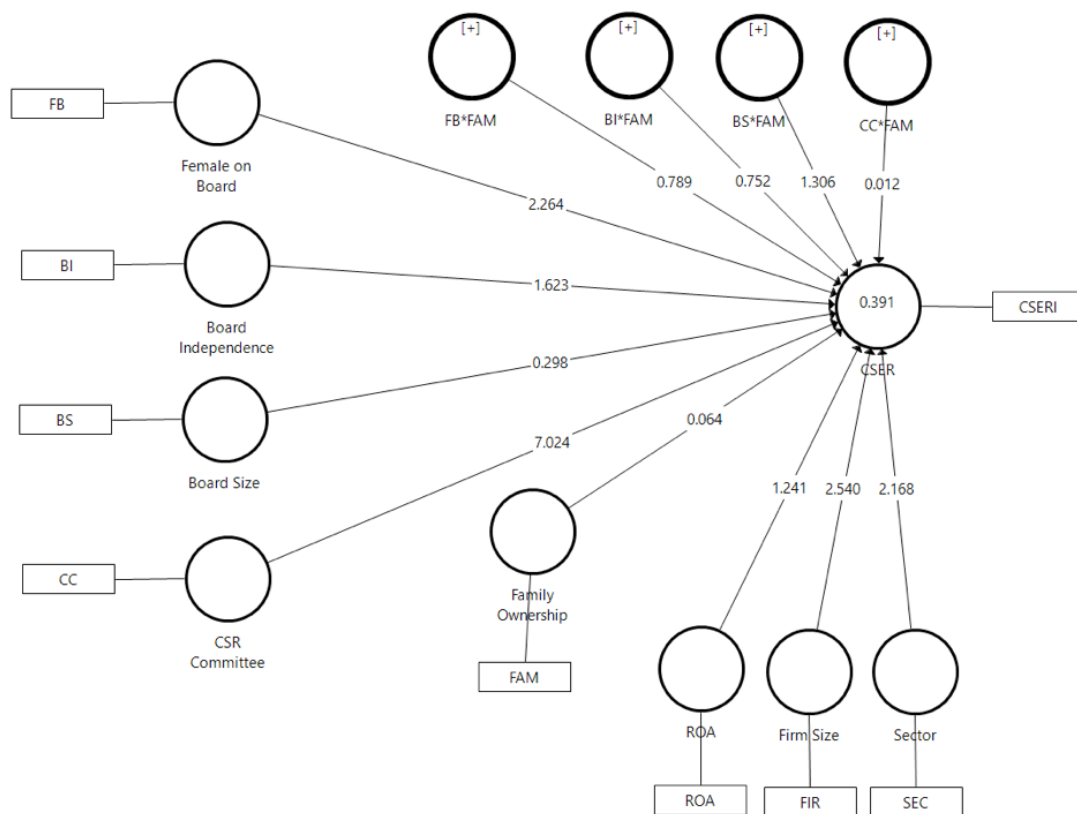 [+]
[+]
[+]
[+]
FB
FB*FAM
BI*FAM
BS*FAM
CC*FAM
Female on
Board
0.789
0.752
1.306
0.012
2.264
BI
1.623
0.391
CSERI
Board
Independence
CSER
0.298
BS
0.064
Board Size
7.024
1.241
2.540
2.168
CC
Family
Ownership
CSR
Committee
FAM
ROA
Firm Size
Sector
ROA
FIR
SEC